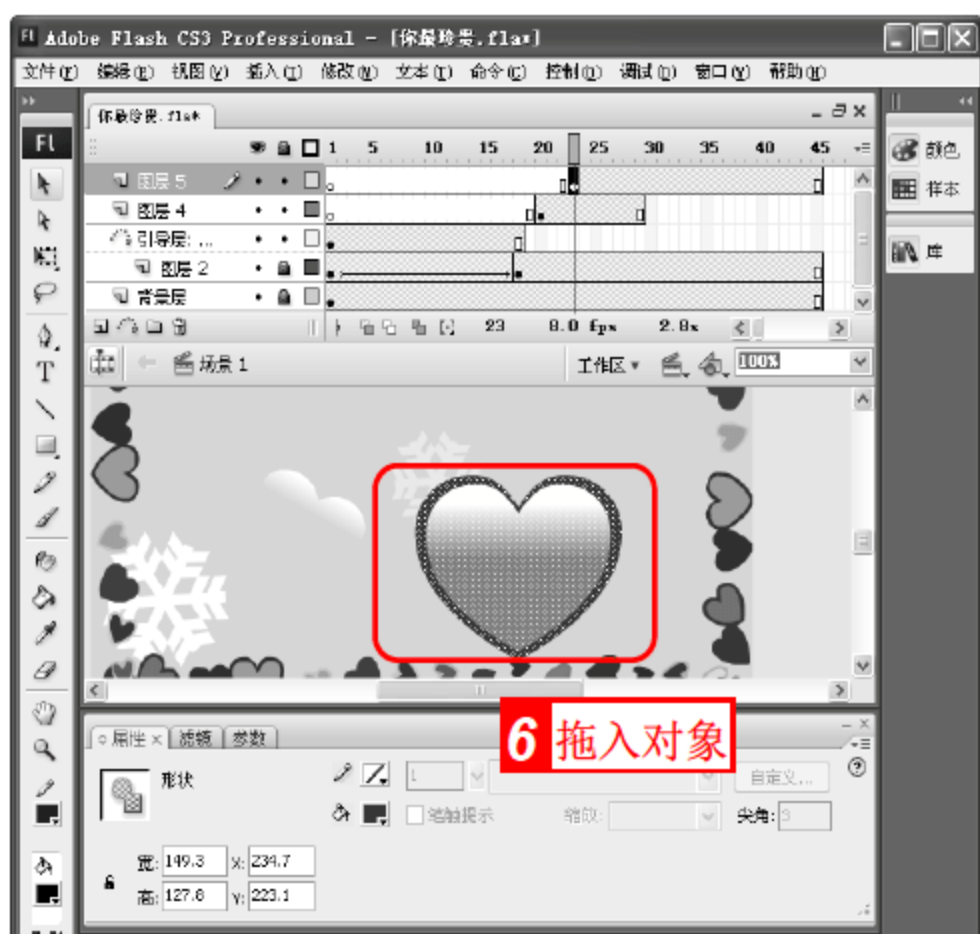 Fl Adobe Flash CS3 Professional - [你最珍贵.fla*]
文件(F) 编辑(E) 视图(V) 插入(I) 修改(M) 文本(T) 命令(C) 控制(O) 调试(D) 窗口(W) 帮助(H)
你最珍贵.fla*
Fl
1 5 10 15 20 25 30 35 40 45
颜色
图层 5
样本
图层 4
引导层: ...
库
图层 2
背景层
23 8.0 fps 2.8s
场景 1
工作区
100%
6 拖入对象
属性 × 滤镜 参数
形状
1
自定义...
笔触提示
缩放:
尖角: 3
宽: 149.3 X: 234.7
高: 127.8 Y: 223.1